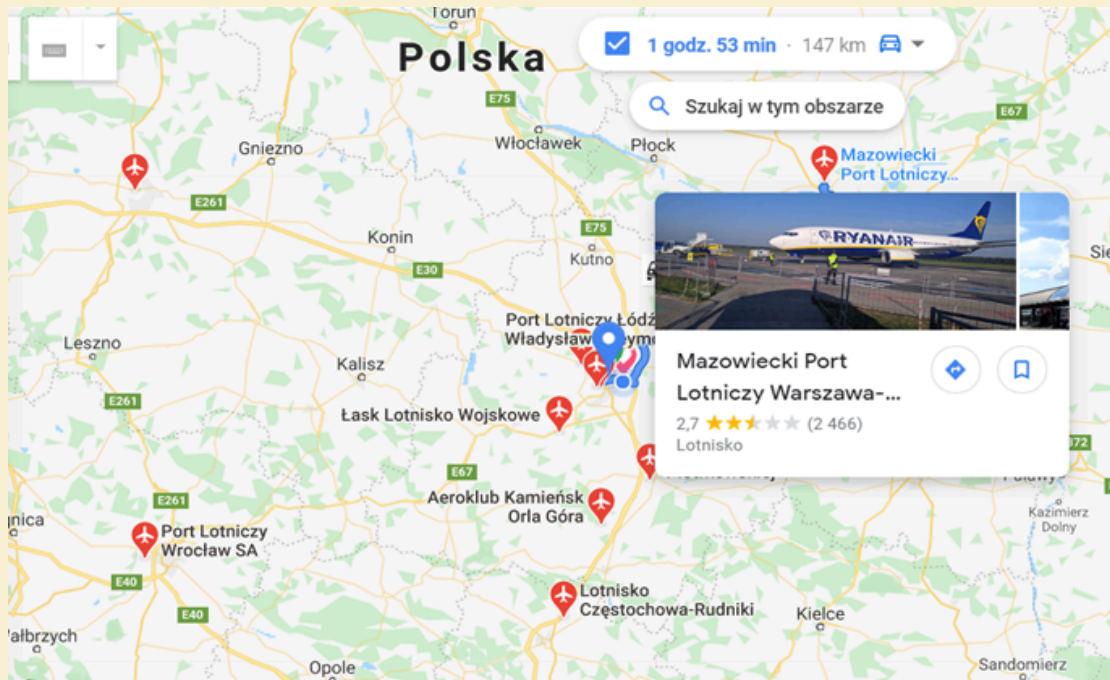 Toruń
Polska
1 godz. 53 min · 147 km
Szukaj w tym obszarze
E75
E67
Włocławek
Płock
Gniezno
Mazowiecki
Port Lotniczy...
E261
E75
Konin
Kutno
E30
RYANAIR
Port Lotniczy Łódź
Władysław
Leszno
Kalisz
Mazowiecki Port
Lotniczy Warszawa-...
2,7 (2 466)
Lotnisko
E261
Łask Lotnisko Wojskowe
E67
72
E261
Aeroklub Kamieńsk
Orla Góra
Kazimierz
Dolny
Port Lotniczy
Wrocław SA
E40
E40
Lotnisko
Częstochowa-Rudniki
Kielce
ałbrzych
Opole
Sandomierz